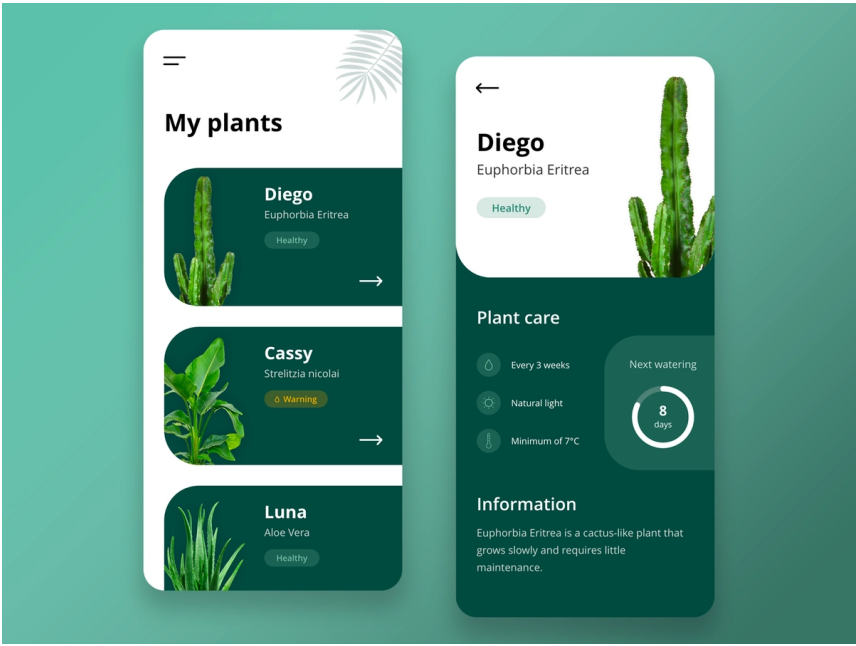 My plants
Diego
Euphorbia Eritrea
Healthy
Cassy
Strelitzia nicolai
Warning
Luna
Aloe Vera
Healthy
Diego
Euphorbia Eritrea
Healthy
Plant care
Every 3 weeks
Natural light
Minimum of 7°C
Next watering
8
days
Information
Euphorbia Eritrea is a cactus-like plant that
grows slowly and requires little
maintenance.